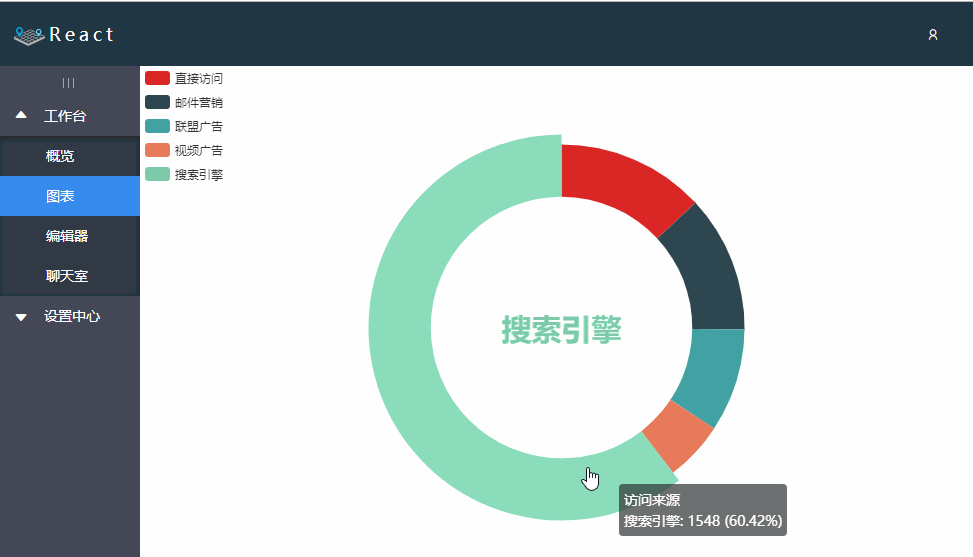 React
工作台
概览
图表
编辑器
聊天室
设置中心
直接访问
邮件营销
联盟广告
视频广告
搜索引擎
搜索引擎
访问来源
搜索引擎: 1548 (60.42%)